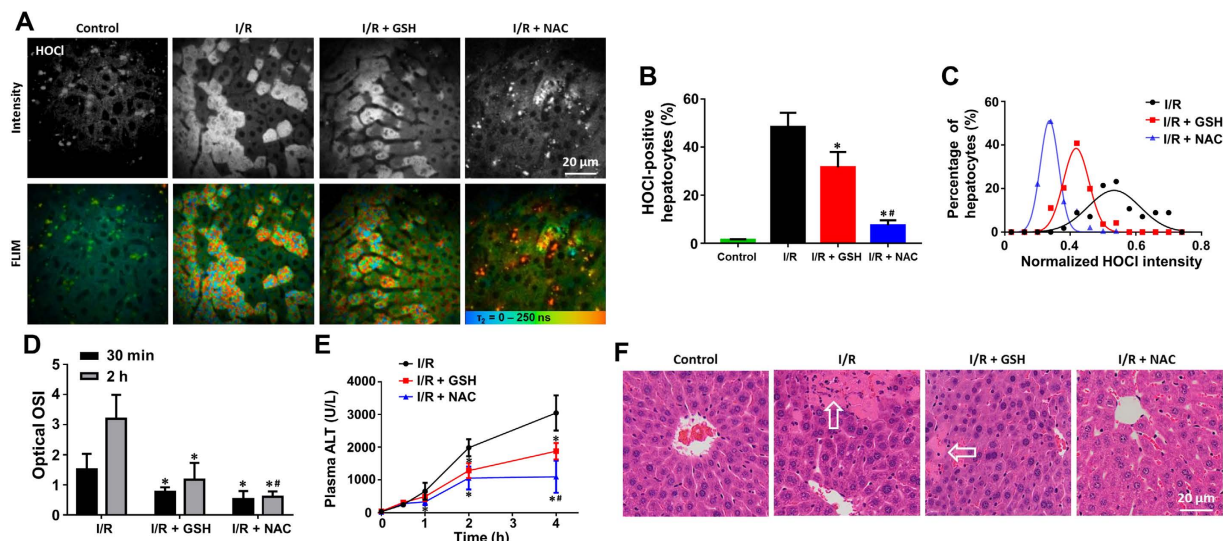 A
Control
I/R
I/R + GSH
I/R + NAC
Intensity
HOCl
20 μm
FLIM
τ2 = 0 – 250 ns
B
HOCl-positive
hepatocytes (%)
60
40
20
0
*
*#
Control
I/R
I/R + GSH
I/R + NAC
C
Percentage of
hepatocytes (%)
60
40
20
0
0.0
0.2
0.4
0.6
0.8
Normalized HOCl intensity
I/R
I/R + GSH
I/R + NAC
D
Optical OSI
5
4
3
2
1
0
30 min
2 h
*
*
*
*#
I/R
I/R + GSH
I/R + NAC
E
Plasma ALT (U/L)
4000
3000
2000
1000
0
I/R
I/R + GSH
I/R + NAC
*
*
*
*
*#
0
1
2
3
4
Time (h)
F
Control
I/R
I/R + GSH
I/R + NAC
20 μm